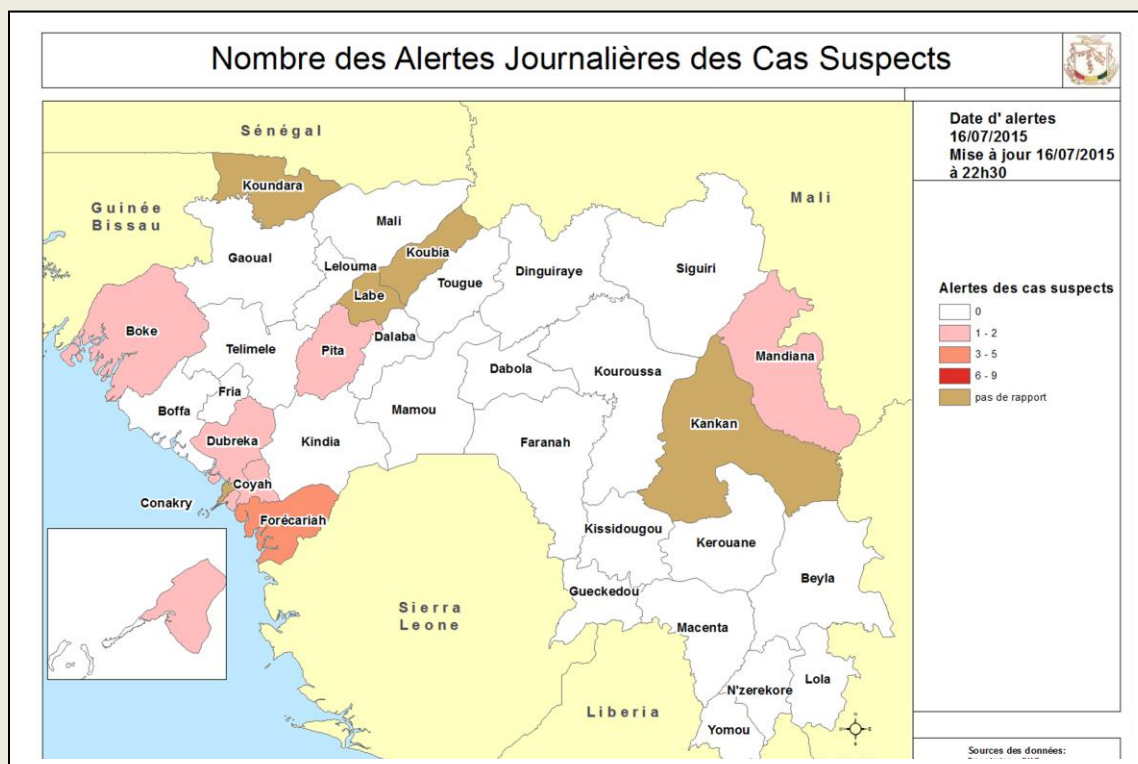 Nombre des Alertes Journalières des Cas Suspects
Date d' alertes
16/07/2015
Mise à jour 16/07/2015
à 22h30
Sénégal
Mali
Guinée
Bissau
Koundara
Mali
Koubia
Gaoual
Lelouma
Tougue
Dinguiraye
Siguiri
Labe
Boke
Telimele
Pita
Dalaba
Dabola
Kouroussa
Mandiana
Fria
Boffa
Mamou
Kankan
Dubreka
Kindia
Faranah
Coyah
Conakry
Forécariah
Kissidougou
Kerouane
Beyla
Gueckedou
Sierra
Leone
Macenta
Lola
N'zerekore
Liberia
Yomou
Alertes des cas suspects
0
1 - 2
3 - 5
6 - 9
pas de rapport
Sources des données: